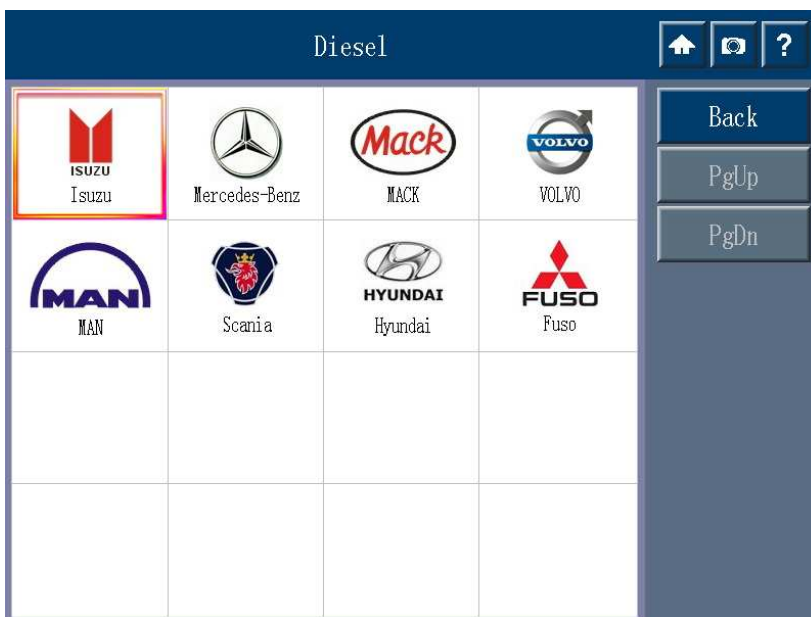 Diesel
?
Back
PgUp
PgDn
ISUZU
Isuzu
Mercedes-Benz
Mack
MACK
VOLVO
VOLVO
MAN
MAN
Scania
HYUNDAI
Hyundai
FUSO
Fuso